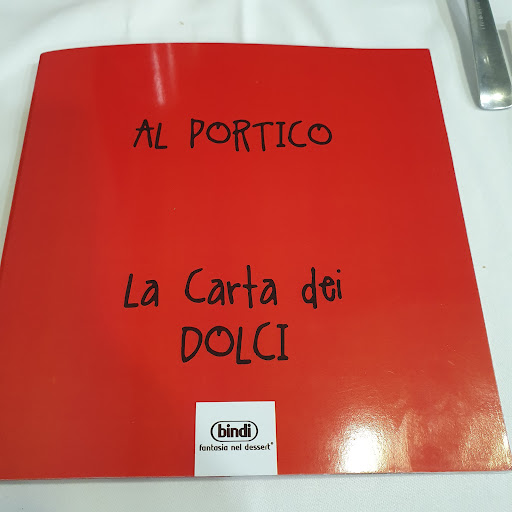 AL PORTICO
La Carta dei
DOLCI
bindi
fantasia nel dessert®